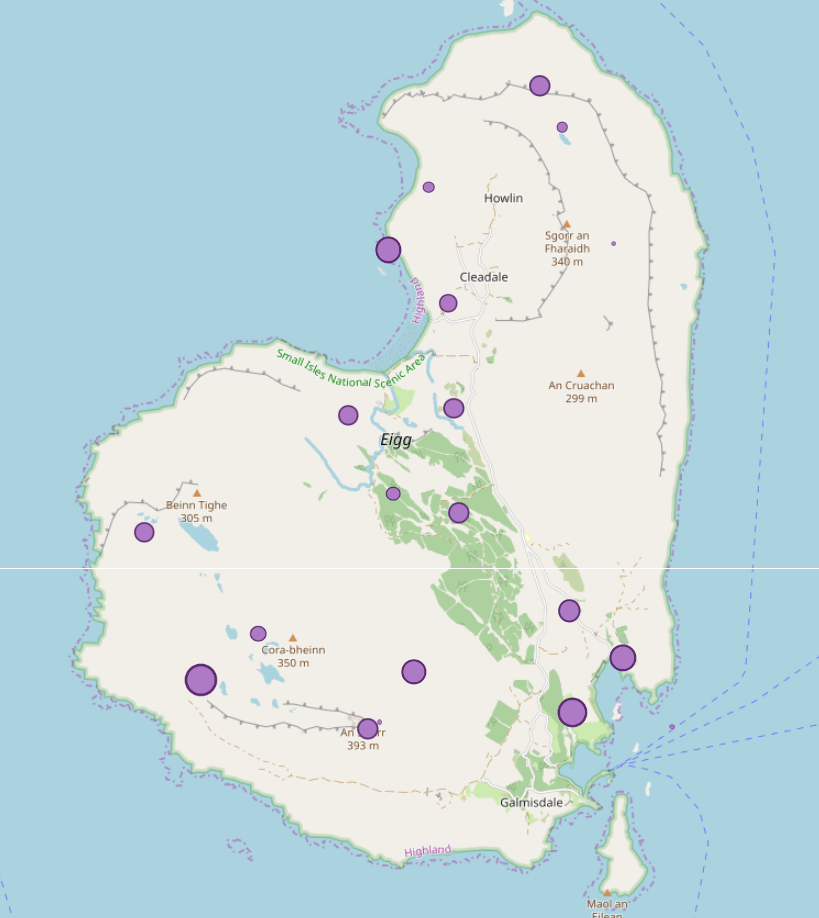 Howlin
Sgorr an
Fharaidh
340 m
Cleadale
Highland
Small Isles National Scenic Area
An Cruachan
299 m
Eigg
Beinn Tighe
305 m
Cora-bheinn
350 m
An
rr
393 m
Galmisdale
Highland
Maol an
Eilean